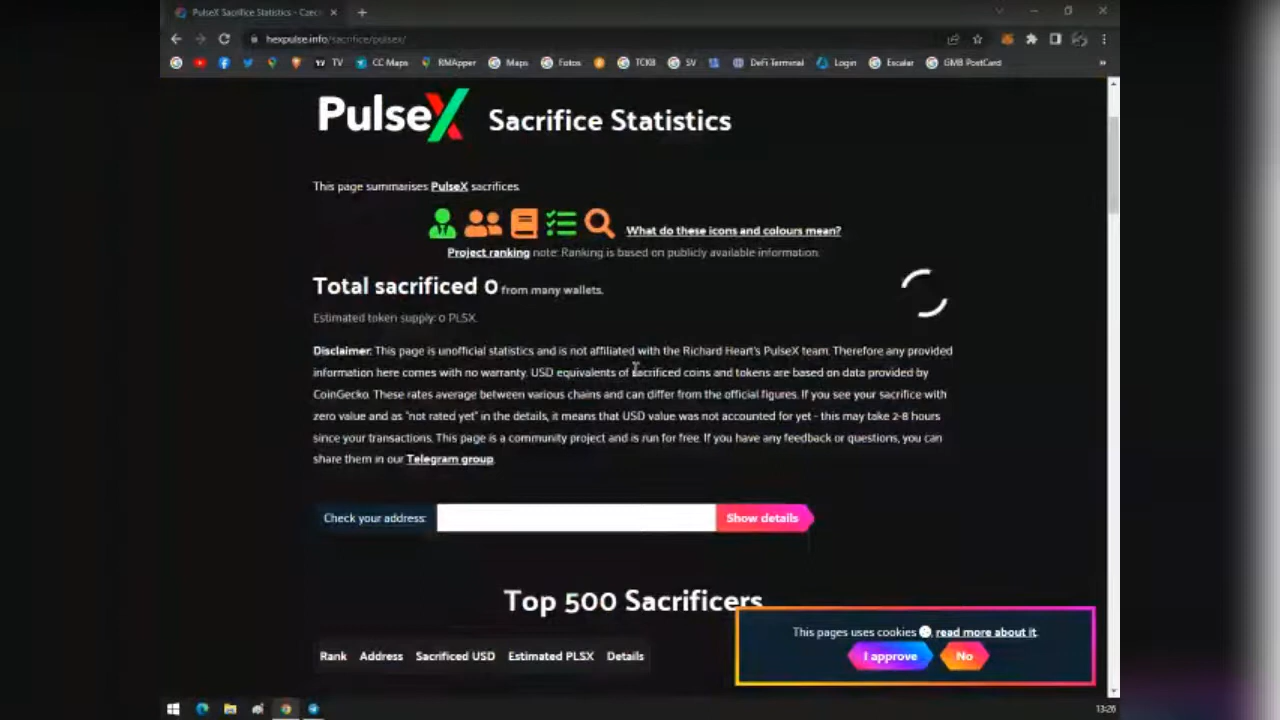 PulseX Sacrifice Statistics - Czec
hexpulse.info/sacrifice/pulsex/
TV CC Maps RMApper Maps Fotos TCKB SV DeFi Terminal Login Escalar GMB PostCard »
PulseX Sacrifice Statistics
This page summarises PulseX sacrifices.
What do these icons and colours mean?
Project ranking note: Ranking is based on publicly available information.
Total sacrificed 0 from many wallets.
Estimated token supply: 0 PLSX.
Disclaimer: This page is unofficial statistics and is not affiliated with the Richard Heart's PulseX team. Therefore any provided
information here comes with no warranty. USD equivalents of sacrificed coins and tokens are based on data provided by
CoinGecko. These rates average between various chains and can differ from the official figures. If you see your sacrifice with
zero value and as "not rated yet" in the details, it means that USD value was not accounted for yet - this may take 2-8 hours
since your transactions. This page is a community project and is run for free. If you have any feedback or questions, you can
share them in our Telegram group.
Check your address: Show details
Top 500 Sacrificers
This pages uses cookies , read more about it.
Rank Address Sacrificed USD Estimated PLSX Details
I approve No
13:26